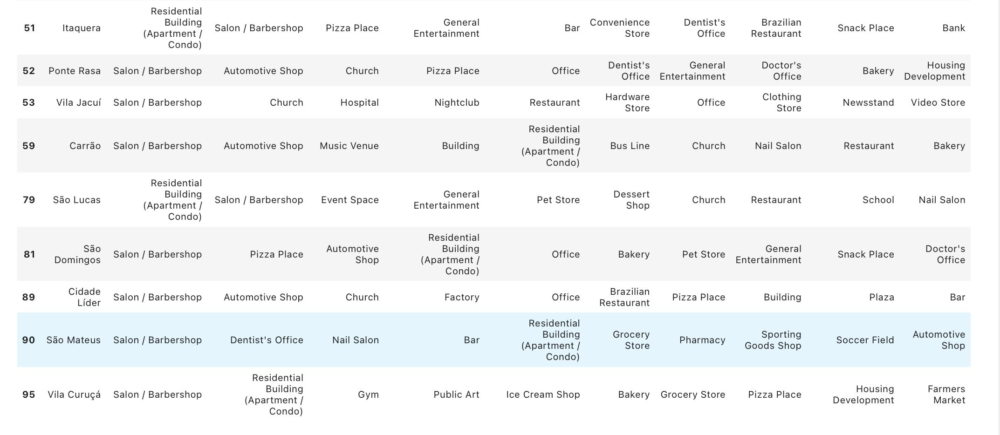 51 Itaquera Residential Building (Apartment / Condo) Salon / Barbershop Pizza Place General Entertainment Bar Convenience Store Dentist's Office Brazilian Restaurant Snack Place Bank
52 Ponte Rasa Salon / Barbershop Automotive Shop Church Pizza Place Office Dentist's Office General Entertainment Doctor's Office Bakery Housing Development
53 Vila Jacuí Salon / Barbershop Church Hospital Nightclub Restaurant Hardware Store Office Clothing Store Newsstand Video Store
59 Carrão Salon / Barbershop Automotive Shop Music Venue Building Residential Building (Apartment / Condo) Bus Line Church Nail Salon Restaurant Bakery
79 São Lucas Residential Building (Apartment / Condo) Salon / Barbershop Event Space General Entertainment Pet Store Dessert Shop Church Restaurant School Nail Salon
81 São Domingos Salon / Barbershop Pizza Place Automotive Shop Residential Building (Apartment / Condo) Office Bakery Pet Store General Entertainment Snack Place Doctor's Office
89 Cidade Líder Salon / Barbershop Automotive Shop Church Factory Office Brazilian Restaurant Pizza Place Building Plaza Bar
90 São Mateus Salon / Barbershop Dentist's Office Nail Salon Bar Residential Building (Apartment / Condo) Grocery Store Pharmacy Sporting Goods Shop Soccer Field Automotive Shop
95 Vila Curuçá Salon / Barbershop Residential Building (Apartment / Condo) Gym Public Art Ice Cream Shop Bakery Grocery Store Pizza Place Housing Development Farmers Market